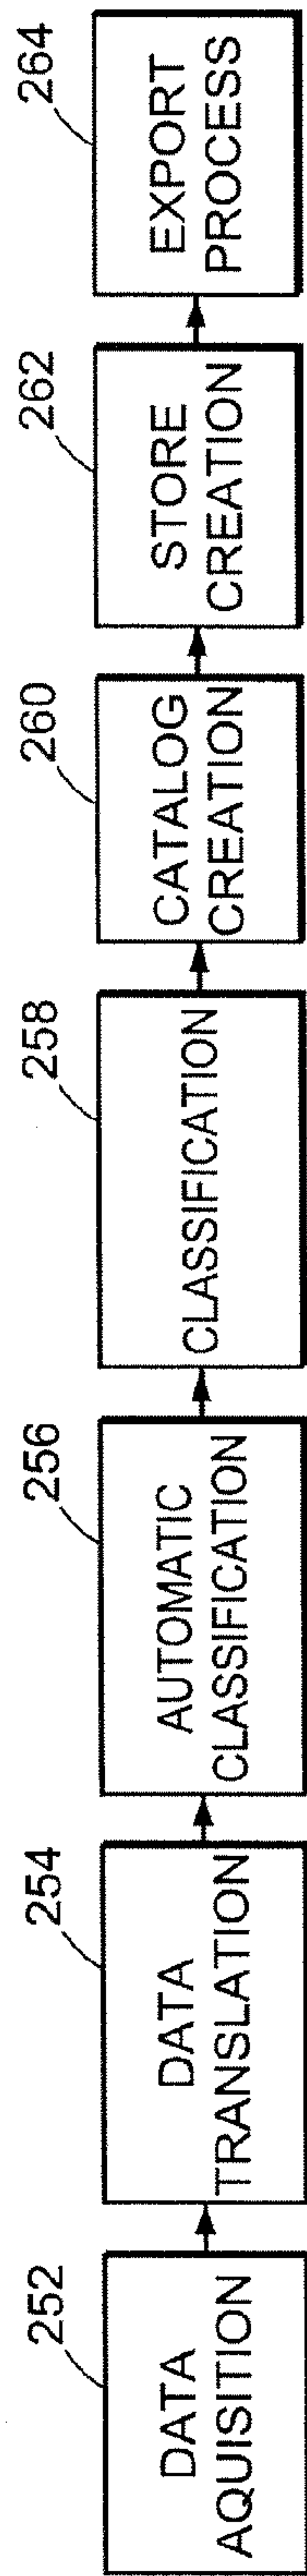 252
DATA
AQUISITION
254
DATA
TRANSLATION
256
AUTOMATIC
CLASSIFICATION
258
CLASSIFICATION
260
CATALOG
CREATION
262
STORE
CREATION
264
EXPORT
PROCESS